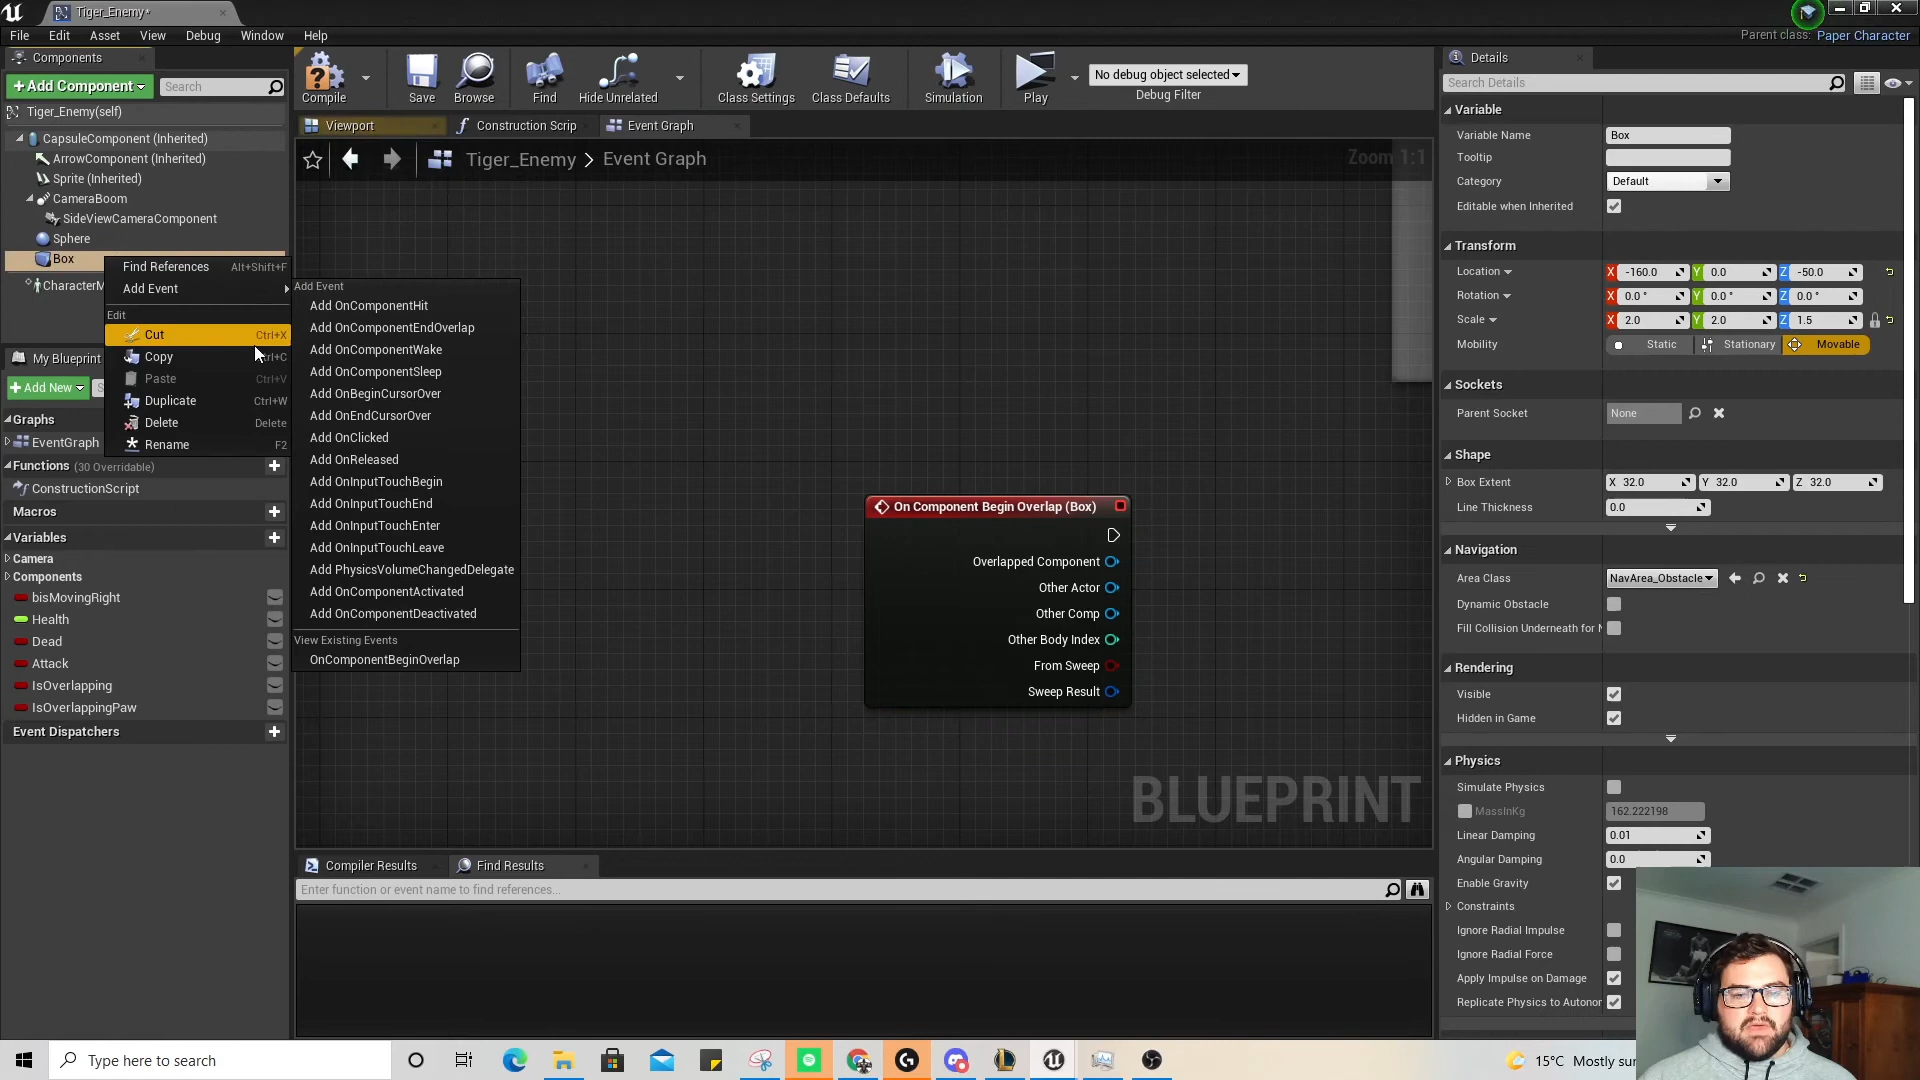 Tiger_Enemy*
File Edit Asset View Debug Window Help
Parent class: Paper Character
Components
+Add Component
Search
Tiger_Enemy(self)
CapsuleComponent (Inherited)
ArrowComponent (Inherited)
Sprite (Inherited)
CameraBoom
SideViewCameraComponent
Sphere
Box
CharacterM
Find References Alt+Shift+F
Add Event
Edit
Cut Ctrl+X
Copy trl+C
Paste Ctrl+V
Duplicate Ctrl+W
Delete Delete
Rename F2
Add Event
Add OnComponentHit
Add OnComponentEndOverlap
Add OnComponentWake
Add OnComponentSleep
Add OnBeginCursorOver
Add OnEndCursorOver
Add OnClicked
Add OnReleased
Add OnInputTouchBegin
Add OnInputTouchEnd
Add OnInputTouchEnter
Add OnInputTouchLeave
Add PhysicsVolumeChangedDelegate
Add OnComponentActivated
Add OnComponentDeactivated
View Existing Events
OnComponentBeginOverlap
My Blueprint
+Add New
S
Graphs
EventGraph
Functions (30 Overridable)
ConstructionScript
Macros
Variables
Camera
Components
bisMovingRight
Health
Dead
Attack
IsOverlapping
IsOverlappingPaw
Event Dispatchers
Compile
Save
Browse
Find
Hide Unrelated
Class Settings
Class Defaults
Simulation
Play
No debug object selected
Debug Filter
Viewport
Construction Scrip
Event Graph
Tiger_Enemy > Event Graph
Zoom 1:1
On Component Begin Overlap (Box)
Overlapped Component
Other Actor
Other Comp
Other Body Index
From Sweep
Sweep Result
BLUEPRINT
Compiler Results
Find Results
Enter function or event name to find references...
Details
Search Details
Variable
Variable Name Box
Tooltip
Category Default
Editable when Inherited
Transform
Location X -160.0 Y 0.0 Z -50.0
Rotation X 0.0 ° Y 0.0 ° Z 0.0 °
Scale X 2.0 Y 2.0 Z 1.5
Mobility Static Stationary Movable
Sockets
Parent Socket None
Shape
Box Extent X 32.0 Y 32.0 Z 32.0
Line Thickness 0.0
Navigation
Area Class NavArea_Obstacle
Dynamic Obstacle
Fill Collision Underneath for N
Rendering
Visible
Hidden in Game
Physics
Simulate Physics
MassInKg 162.222198
Linear Damping 0.01
Angular Damping 0.0
Enable Gravity
Constraints
Ignore Radial Impulse
Ignore Radial Force
Apply Impulse on Damage
Replicate Physics to Autonor
Type here to search
15°C Mostly sun